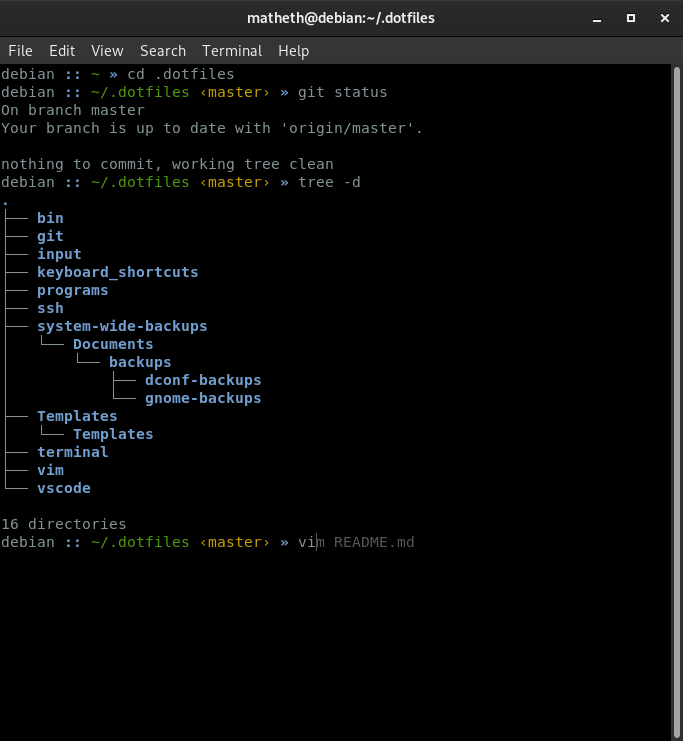 matheth@debian:~/.dotfiles
File Edit View Search Terminal Help
debian :: ~ » cd .dotfiles
debian :: ~/.dotfiles ‹master› » git status
On branch master
Your branch is up to date with 'origin/master'.
nothing to commit, working tree clean
debian :: ~/.dotfiles ‹master› » tree -d
.
├── bin
├── git
├── input
├── keyboard_shortcuts
├── programs
├── ssh
├── system-wide-backups
│   └── Documents
│       └── backups
│           ├── dconf-backups
│           └── gnome-backups
├── Templates
│   └── Templates
├── terminal
├── vim
└── vscode
16 directories
debian :: ~/.dotfiles ‹master› » vim README.md